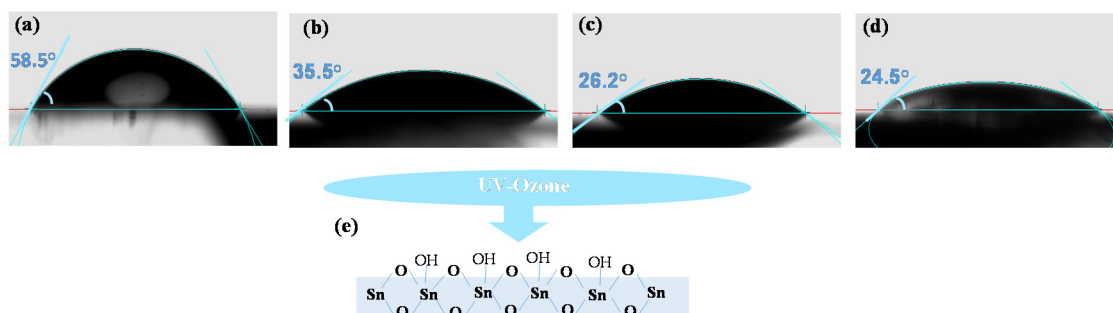 (a) (b) (c) (d)
58.5° 35.5° 26.2° 24.5°
UV-Ozone
(e)
OH OH OH OH
O O O O O
Sn Sn Sn Sn Sn Sn
O O O O O